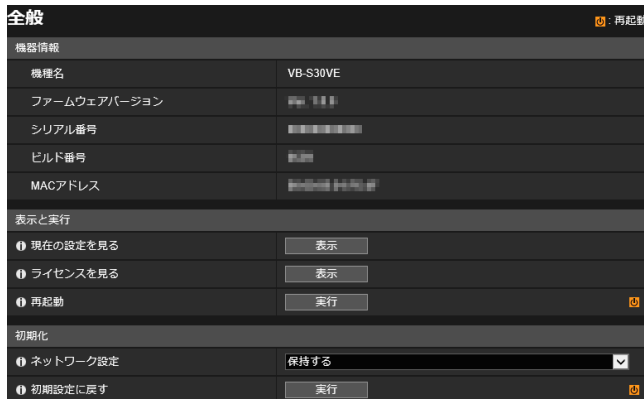 全般
: 再起動
機器情報
機種名 VB-S30VE
ファームウェアバージョン
シリアル番号
ビルド番号
MACアドレス
表示と実行
現在の設定を見る 表示
ライセンスを見る 表示
再起動 実行
初期化
ネットワーク設定 保持する
初期設定に戻す 実行